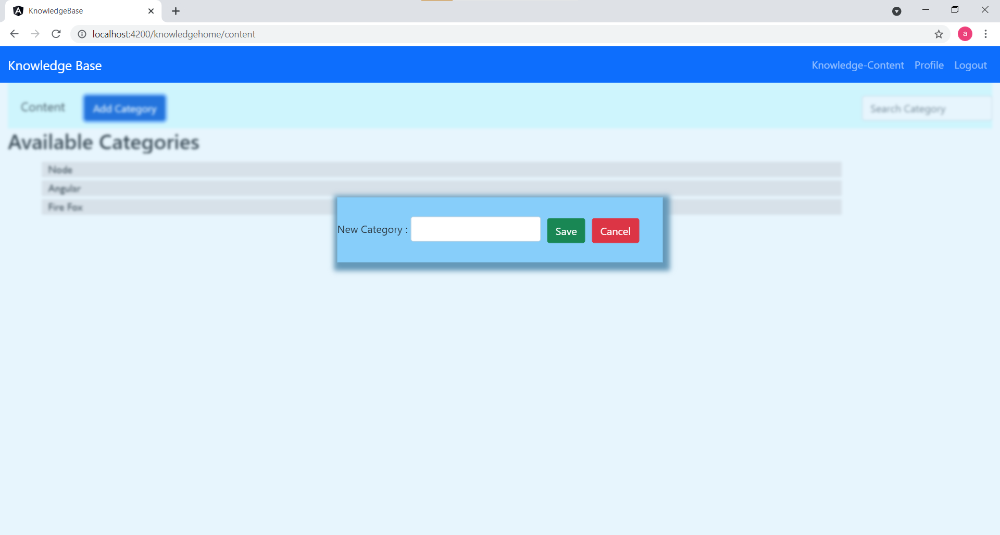 KnowledgeBase
localhost:4200/knowledgehome/content
a
Knowledge Base
Knowledge-Content Profile Logout
Content Add Category Search Category
Available Categories
Node
Angular
Fire Fox
New Category : Save Cancel